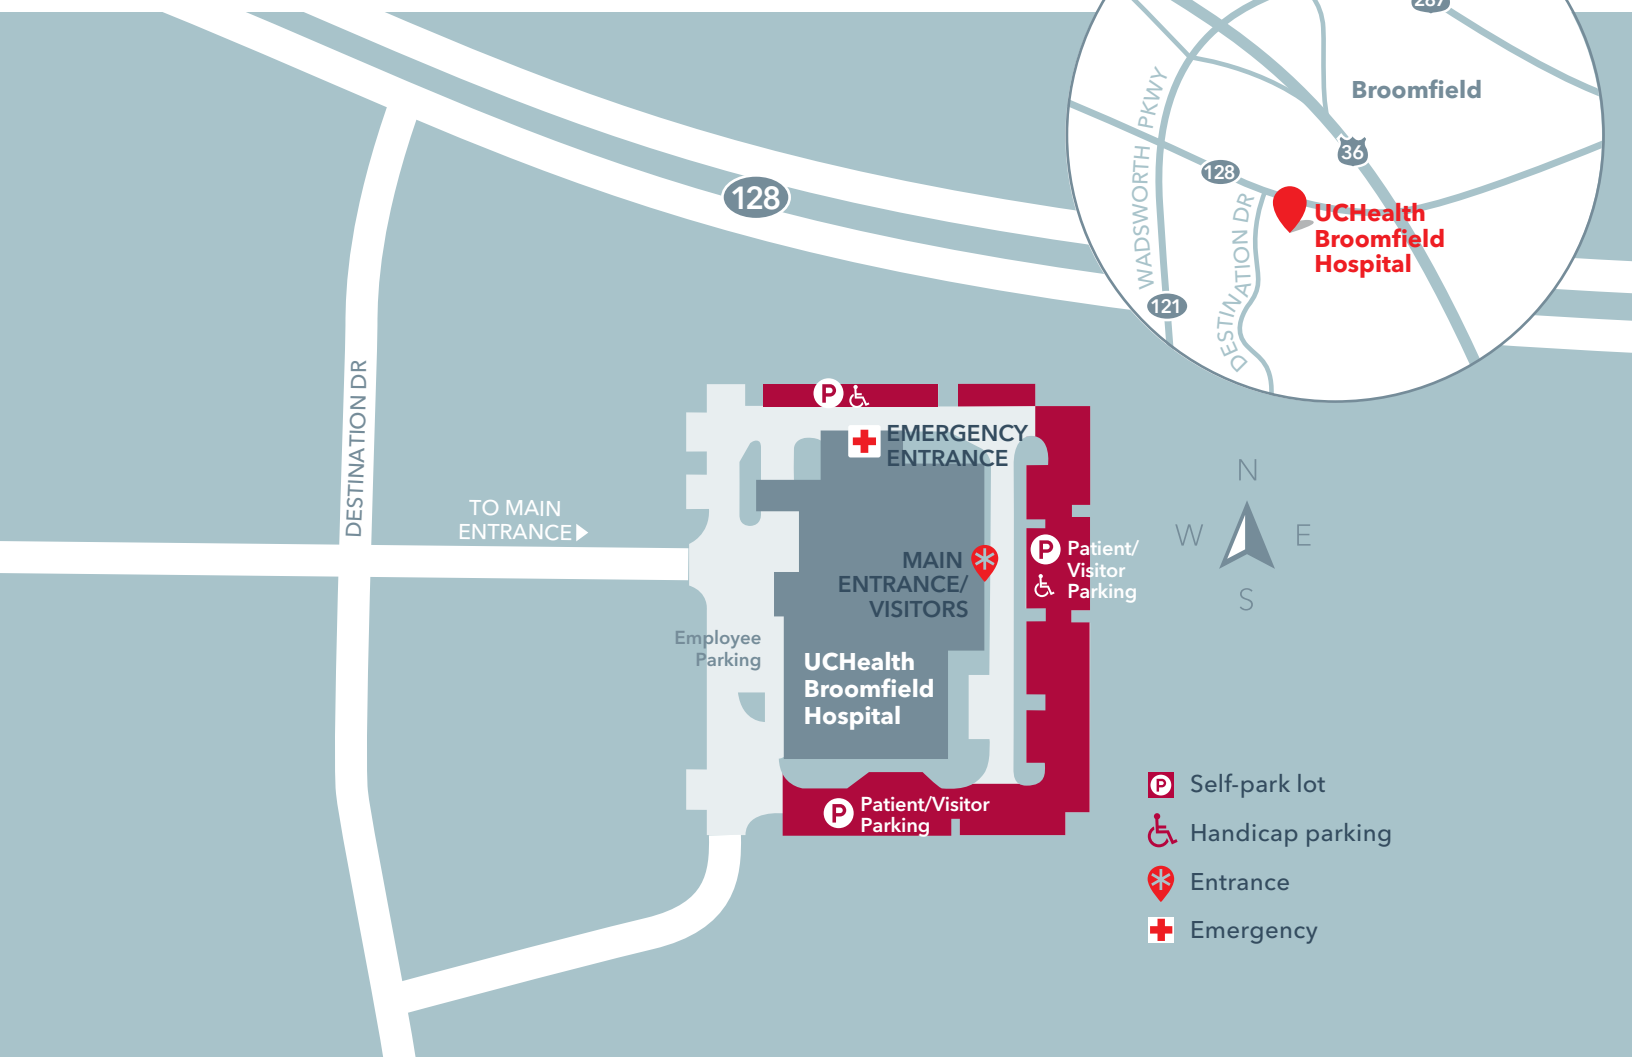 287
Broomfield
WADSWORTH PKWY
36
128
128
DESTINATION DR
UCHealth
Broomfield
Hospital
121
DESTINATION DR
P
EMERGENCY
ENTRANCE
N
W
E
S
TO MAIN
ENTRANCE
P
Patient/
Visitor
Parking
MAIN
ENTRANCE/
VISITORS
Employee
Parking
UCHealth
Broomfield
Hospital
P
Patient/Visitor
Parking
P
Self-park lot
Handicap parking
Entrance
Emergency